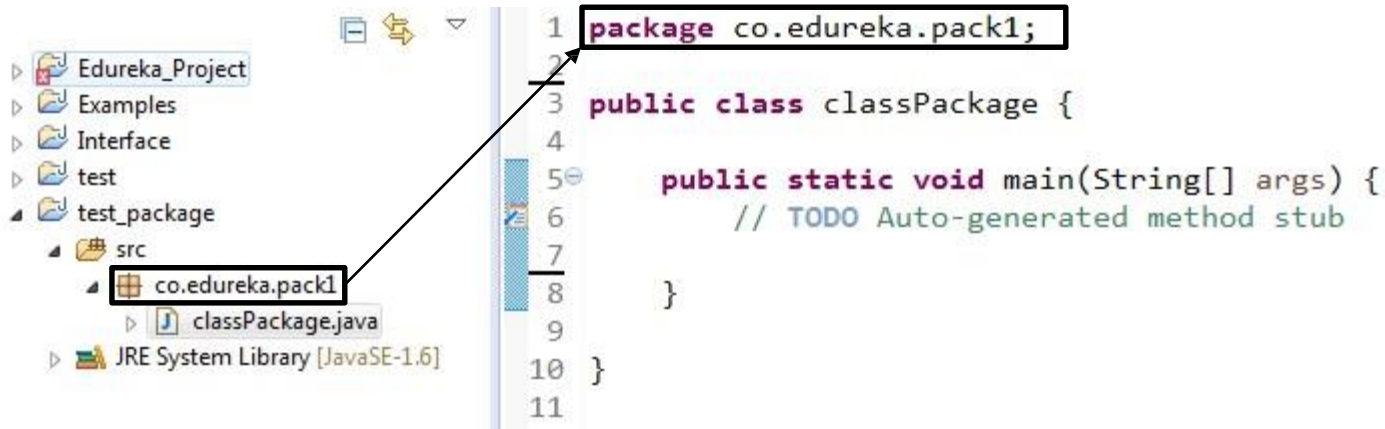 Edureka_Project
Examples
Interface
test
test_package
src
co.edureka.pack1
classPackage.java
JRE System Library [JavaSE-1.6]
1 package co.edureka.pack1;
2
3 public class classPackage {
4
5 public static void main(String[] args) {
6 // TODO Auto-generated method stub
7
8 }
9
10 }
11